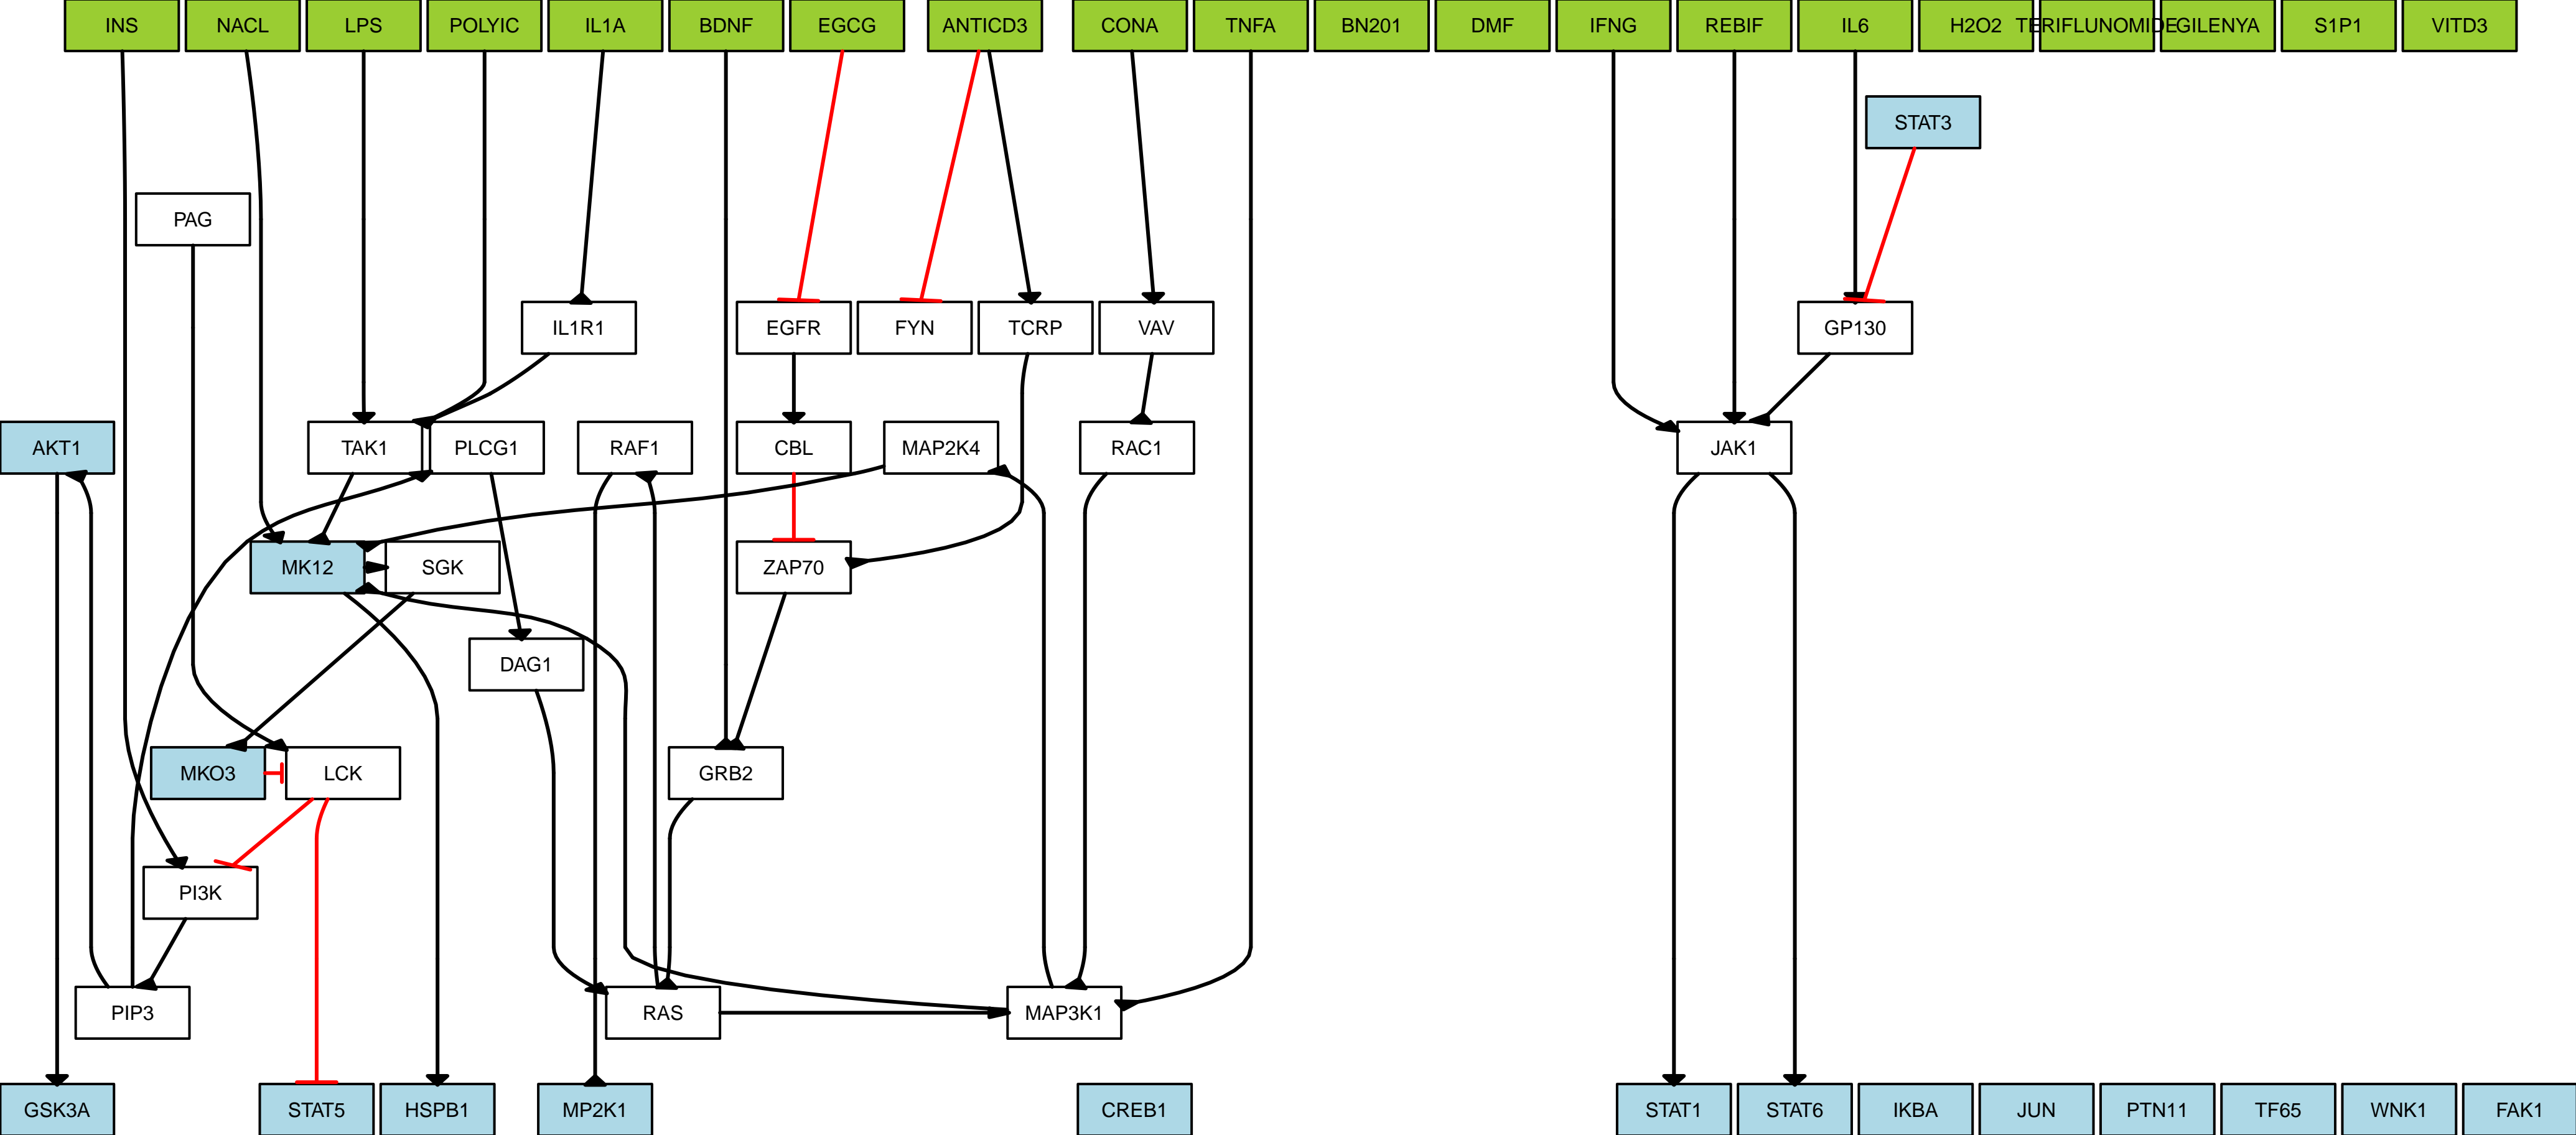 INS NACL LPS POLYIC IL1A BDNF EGCG ANTICD3 CONA TNFA BN201 DMF IFNG REBIF IL6 H2O2 TERIFLUNOMIDE GILENYA S1P1 VITD3
STAT3
PAG
IL1R1 EGFR FYN TCRP VAV GP130
AKT1 TAK1 PLCG1 RAF1 CBL MAP2K4 RAC1 JAK1
MK12 SGK ZAP70
DAG1
MKO3 LCK GRB2
PI3K
PIP3 RAS MAP3K1
GSK3A STAT5 HSPB1 MP2K1 CREB1 STAT1 STAT6 IKBA JUN PTN11 TF65 WNK1 FAK1